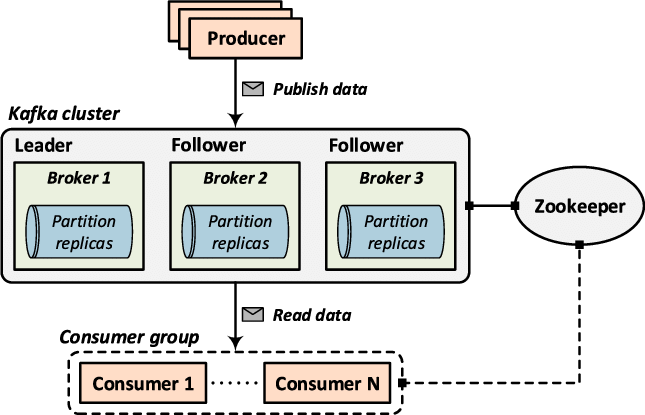 Producer
Publish data
Kafka cluster
Leader
Follower
Follower
Broker 1
Broker 2
Broker 3
Partition
replicas
Partition
replicas
Partition
replicas
Zookeeper
Read data
Consumer group
Consumer 1
Consumer N